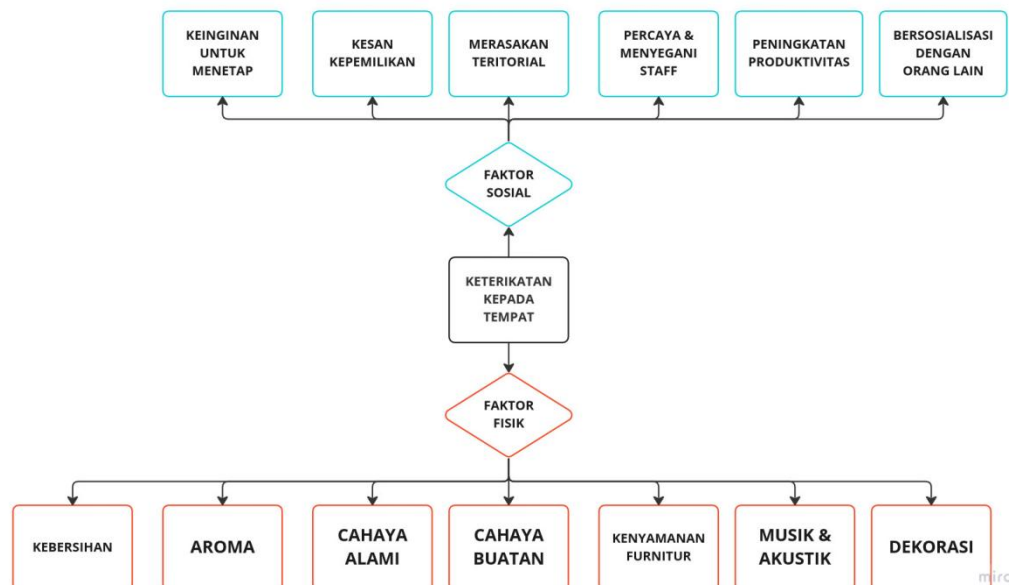 KEINGINAN
UNTUK
MENETAP
KESAN
KEPEMILIKAN
MERASAKAN
TERITORIAL
PERCAYA &
MENYEGANI
STAFF
PENINGKATAN
PRODUKTIVITAS
BERSOSIALISASI
DENGAN
ORANG LAIN
FAKTOR
SOSIAL
KETERIKATAN
KEPADA
TEMPAT
FAKTOR
FISIK
KEBERSIHAN
AROMA
CAHAYA
ALAMI
CAHAYA
BUATAN
KENYAMANAN
FURNITUR
MUSIK &
AKUSTIK
DEKORASI